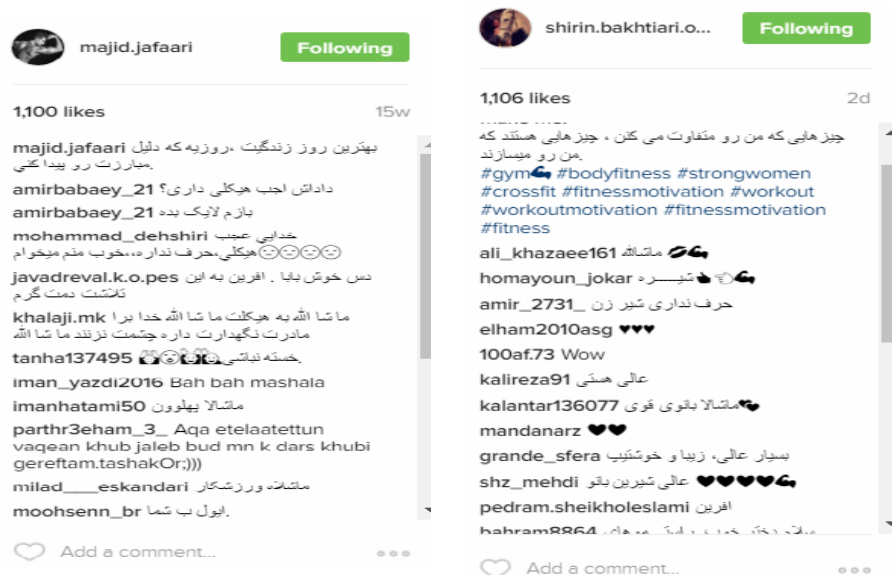 majid.jafaari
Following
1,100 likes
15w
majid.jafaari بهترین روز زندگیت ،روزیه که دلیل
مبارزت رو پیدا کنی.
amirbabaey_21 داداش اجب هیکلی داری؟
amirbabaey_21 بازم لایک بده
mohammad_dehshiri خدایی عجب
هیکلی،حرف نداره،،خوب منم میخوام
javadreval.k.o.pes دس خوش بابا . افرین به این
تلاشت دمت گرم
khalaji.mk ما شا الله به هیکلت ما شا الله خدا برا
مادرت نگهدارت داره چشمت نزنند ما شا الله
tanha137495 خسته نباشی.
iman_yazdi2016 Bah bah mashala
imanhatami50 ماشالا پهلوون
parthr3eham_3_ Aqa etelaatettun
vaqean khub jaleb bud mn k dars khubi
gereftam.tashakOr;)))
milad___eskandari ماشلاه ورزشکار
moohsenn_br ایول ب شما.
Add a comment...
shirin.bakhtiari.o...
Following
1,106 likes
2d
چیزهایی که من رو متفاوت می کنن ، چیزهایی هستند که
من رو میسازند.
#gym💪 #bodyfitness #strongwomen
#crossfit #fitnessmotivation #workout
#workoutmotivation #fitnessmotivation
#fitness
ali_khazaee161 ماشالله 💋💪
homayoun_jokar شیـــــره 👍👈💪
amir_2731_ حرف نداری شیر زن
elham2010asg ♥♥♥
100af.73 Wow
kalireza91 عالی هستی
kalantar136077 ماشالا بانوی قوی
mandanarz ♥♥
grande_sfera بسیار عالی، زیبا و خوشتیپ
shz_mehdi عالی شیرین بانو ♥♥♥♥💪
pedram.sheikholeslami افرین
bahram8864 سلام دختر خوب
Add a comment...